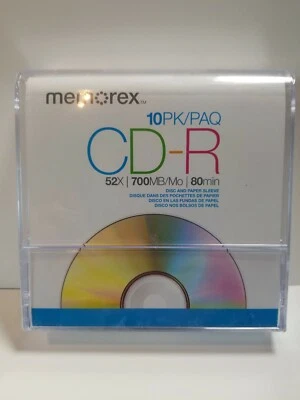 memorex™
10PK/PAQ
CD-R
52X | 700MB/Mo | 80min
DISC AND PAPER SLEEVE
DISQUE DANS DES POCHETTES DE PAPIER
DISCO EN LAS FUNDAS DE PAPEL
DISCO NOS BOLSOS DE PAPEL